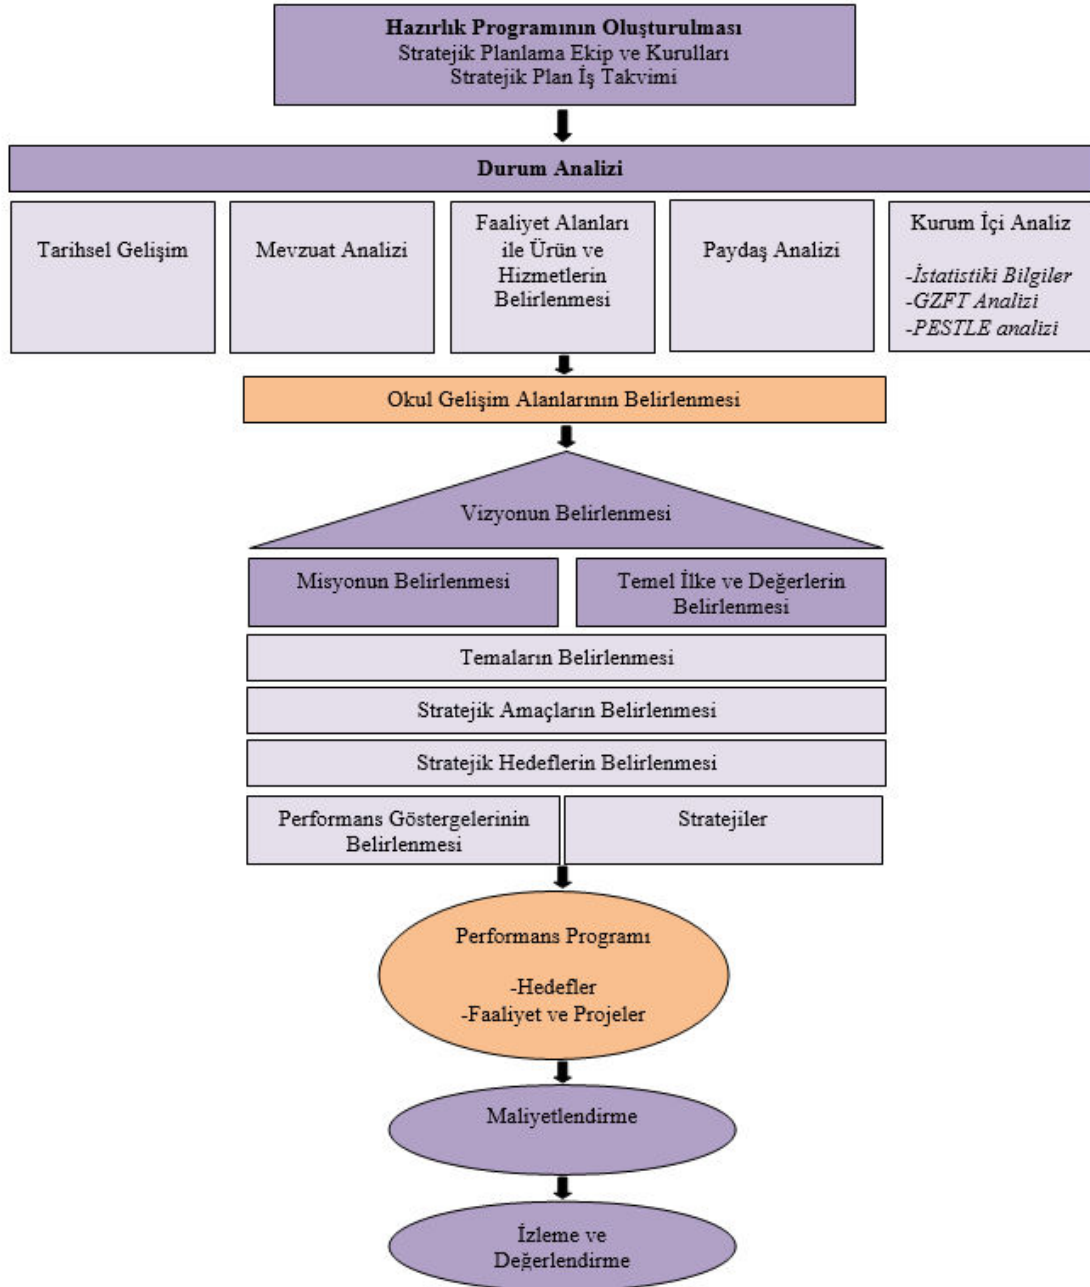 Hazırlık Programının Oluşturulması
Stratejik Planlama Ekip ve Kurulları
Stratejik Plan İş Takvimi
Durum Analizi
Tarihsel Gelişim
Mevzuat Analizi
Faaliyet Alanları
ile Ürün ve
Hizmetlerin
Belirlenmesi
Paydaş Analizi
Kurum İçi Analiz
-İstatistiki Bilgiler
-GZFT Analizi
-PESTLE analizi
Okul Gelişim Alanlarının Belirlenmesi
Vizyonun Belirlenmesi
Misyonun Belirlenmesi
Temel İlke ve Değerlerin
Belirlenmesi
Temaların Belirlenmesi
Stratejik Amaçların Belirlenmesi
Stratejik Hedeflerin Belirlenmesi
Performans Göstergelerinin
Belirlenmesi
Stratejiler
Performans Programı
-Hedefler
-Faaliyet ve Projeler
Maliyetlendirme
İzleme ve
Değerlendirme